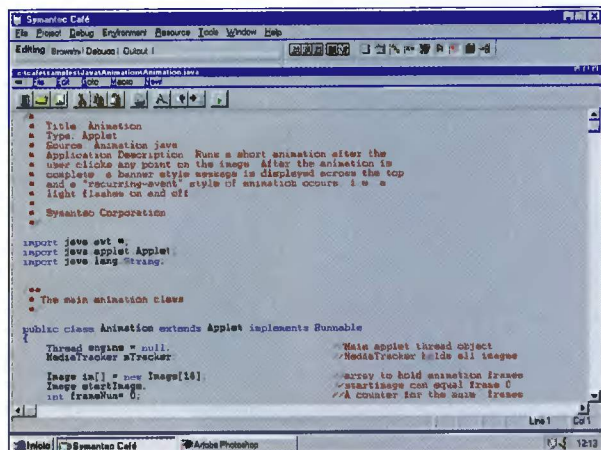 Symantec Café
File Project Debug Environment Resource Tools Window Help
Editing Browsing Debug Output
c:\cafe\samples\Java\Animation\Animation.java
File Edit Goto Macro
/*
* Title Animation
* Type. Applet
* Source Animation java
* Application Description Runs a short animation after the
* user clicks any point on the image After the animation is
* complete a banner style message is displayed across the top
* and a "recurring-event" style of animation occurs i e a
* light flashes on and off
*
* Symantec Corporation
import java awt *;
import java applet Applet;
import java lang String;
**
* The main animation class
public class Animation extends Applet implements Runnable
{
Thread engine = null. //Main applet thread object
MediaTracker mTracker //MediaTracker holds all images
Image im[] = new Image[16]. //array to hold animation frames
Image startImage. //startimage can equal frame 0
int frameNum= 0; //A counter for the main frames
Line 1 Col 1
Inicio Symantec Café Adobe Photoshop 12:13